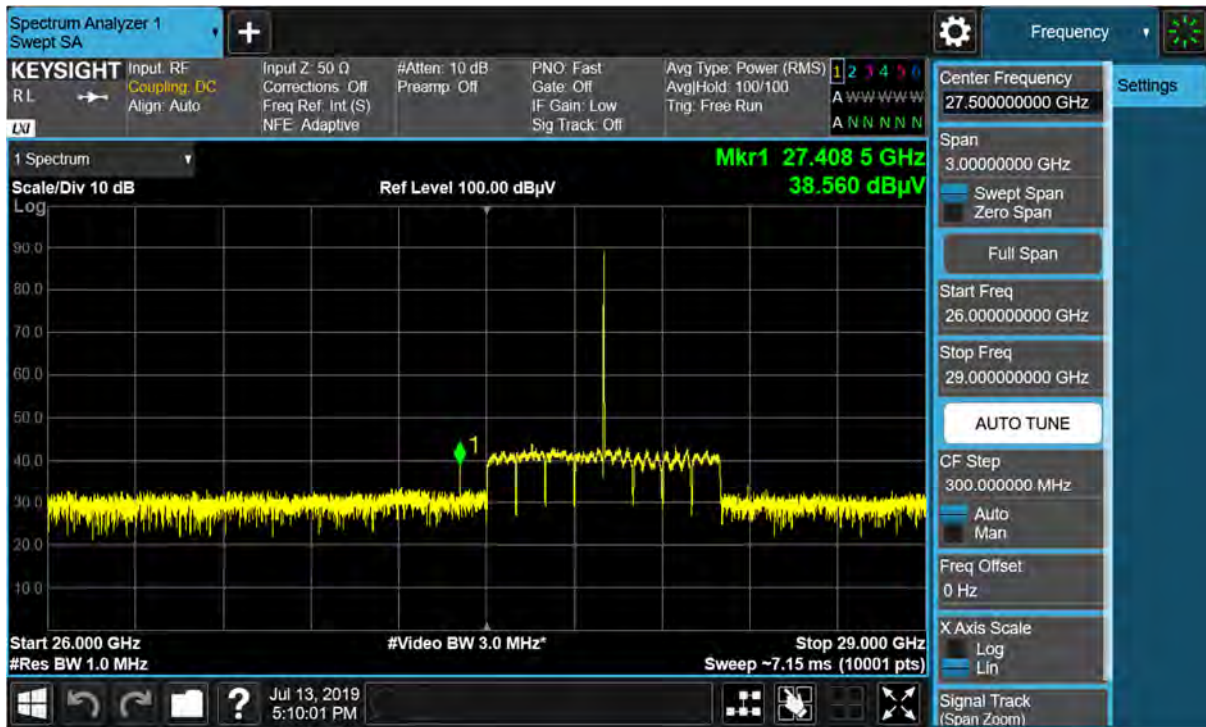 Spectrum Analyzer 1
Swept SA
+
Frequency
KEYSIGHT
RL
LXI
Input: RF
Coupling: DC
Align: Auto
Input Z: 50 Ω
Corrections: Off
Freq Ref: Int (S)
NFE: Adaptive
#Atten: 10 dB
Preamp: Off
PNO: Fast
Gate: Off
IF Gain: Low
Sig Track: Off
Avg Type: Power (RMS)
Avg|Hold: 100/100
Trig: Free Run
1 2 3 4 5 6
A W W W W W
A N N N N N
1 Spectrum
Scale/Div 10 dB
Log
Ref Level 100.00 dBµV
Mkr1 27.408 5 GHz
38.560 dBµV
90.0
80.0
70.0
60.0
50.0
40.0
30.0
20.0
10.0
1
Start 26.000 GHz
#Res BW 1.0 MHz
#Video BW 3.0 MHz*
Stop 29.000 GHz
Sweep ~7.15 ms (10001 pts)
Center Frequency
27.500000000 GHz
Span
3.00000000 GHz
Swept Span
Zero Span
Full Span
Start Freq
26.000000000 GHz
Stop Freq
29.000000000 GHz
AUTO TUNE
CF Step
300.000000 MHz
Auto
Man
Freq Offset
0 Hz
X Axis Scale
Log
Lin
Signal Track
(Span Zoom)
Settings
?
Jul 13, 2019
5:10:01 PM